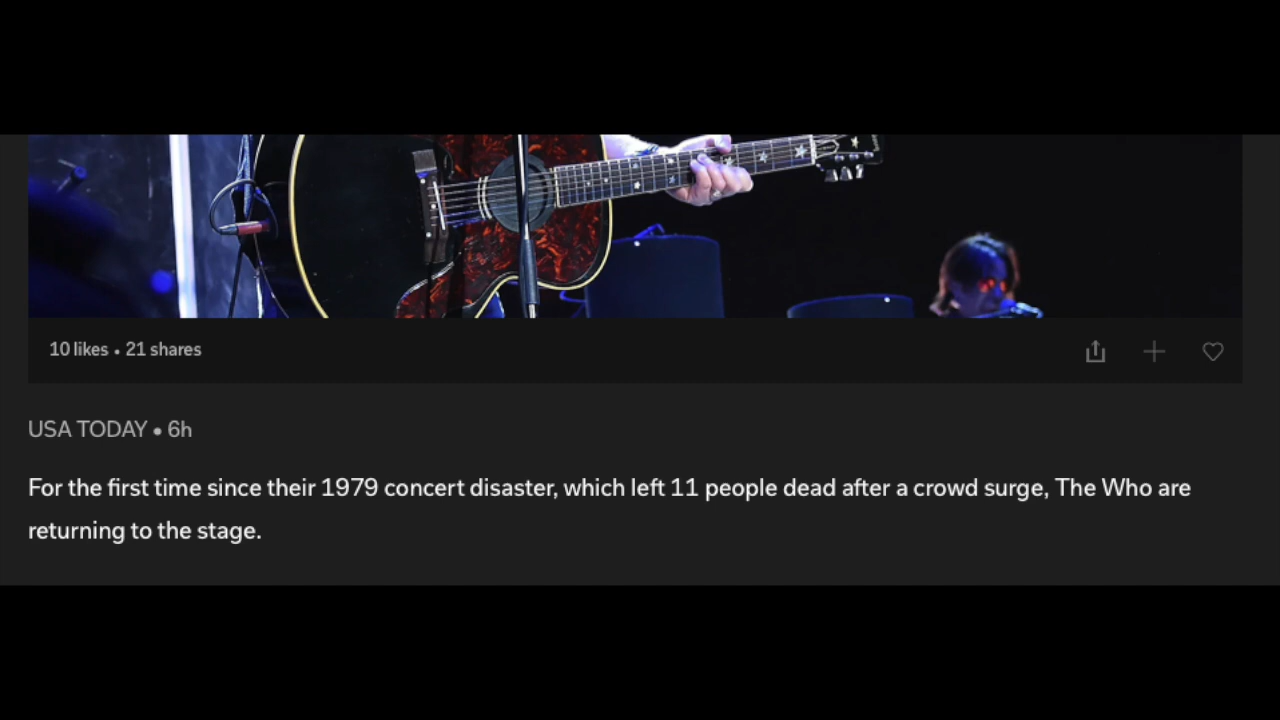 10 likes • 21 shares
USA TODAY • 6h
For the first time since their 1979 concert disaster, which left 11 people dead after a crowd surge, The Who are
returning to the stage.